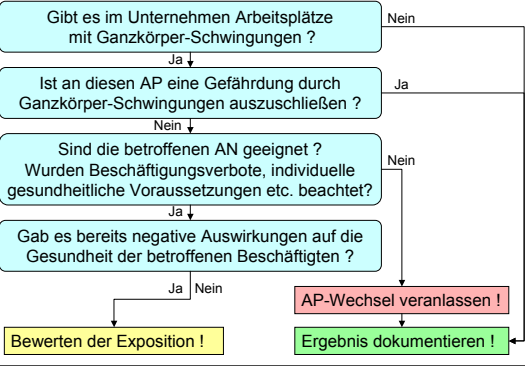 Gibt es im Unternehmen Arbeitsplätze
mit Ganzkörper-Schwingungen ?
Nein
Ja
Ist an diesen AP eine Gefährdung durch
Ganzkörper-Schwingungen auszuschließen ?
Ja
Nein
Sind die betroffenen AN geeignet ?
Wurden Beschäftigungsverbote, individuelle
gesundheitliche Voraussetzungen etc. beachtet?
Nein
Ja
Gab es bereits negative Auswirkungen auf die
Gesundheit der betroffenen Beschäftigten ?
Ja Nein
AP-Wechsel veranlassen !
Bewerten der Exposition !
Ergebnis dokumentieren !